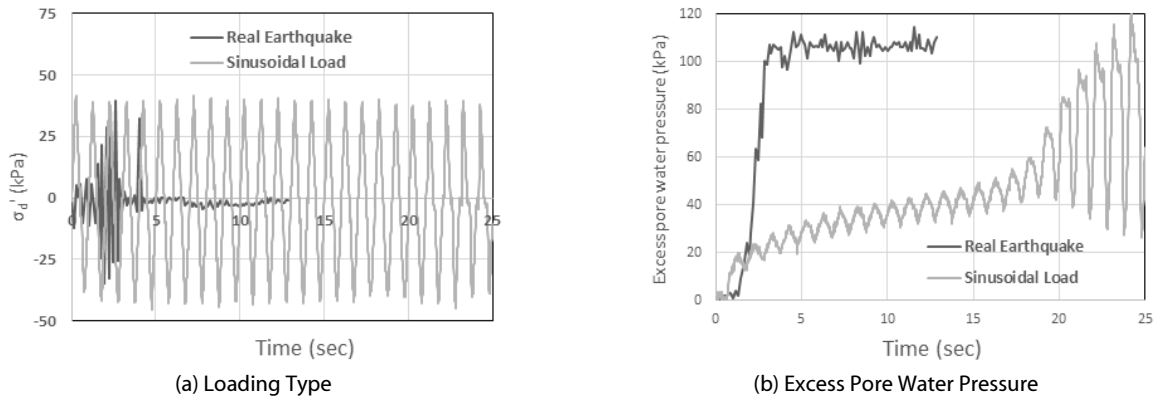 75
50
25
0
-25
-50
0
5
10
15
20
25
σd' (kPa)
Real Earthquake
Sinusoidal Load
Time (sec)
(a) Loading Type
120
100
80
60
40
20
0
0
5
10
15
20
25
Excess pore water pressure (kPa)
Real Earthquake
Sinusoidal Load
Time (sec)
(b) Excess Pore Water Pressure